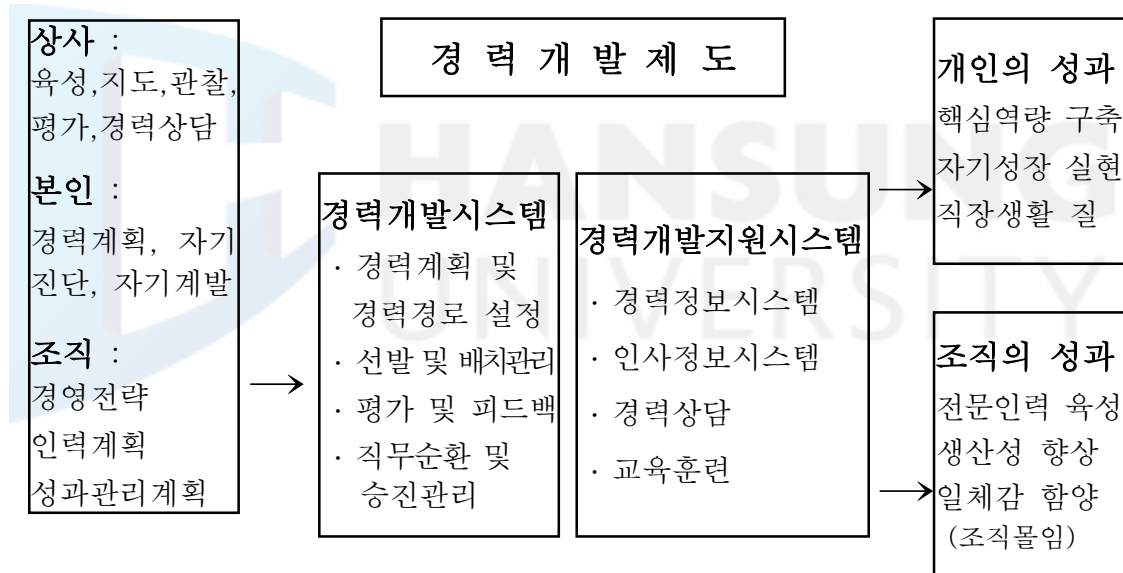 상사 :
육성,지도,관찰,
평가,경력상담
본인 :
경력계획, 자기
진단, 자기계발
조직 :
경영전략
인력계획
성과관리계획
경 력 개 발 제 도
경력개발시스템
· 경력계획 및
경력경로 설정
· 선발 및 배치관리
· 평가 및 피드백
· 직무순환 및
승진관리
경력개발지원시스템
· 경력정보시스템
· 인사정보시스템
· 경력상담
· 교육훈련
개인의 성과
핵심역량 구축
자기성장 실현
직장생활 질
조직의 성과
전문인력 육성
생산성 향상
일체감 함양
(조직몰입)
HANSUNG
UNIVERSITY